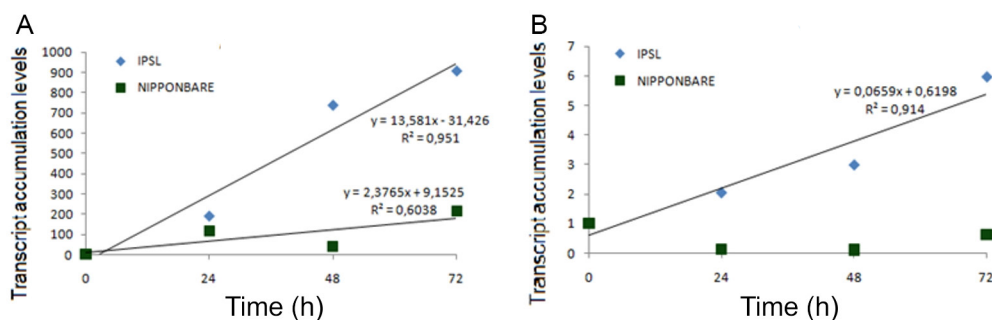 A
Transcript accumulation levels
1000
900
800
700
600
500
400
300
200
100
0
IPSL
NIPPONBARE
y = 13,581x - 31,426
R² = 0,951
y = 2,3765x + 9,1525
R² = 0,6038
0 24 48 72
Time (h)
B
Transcript accumulation levels
7
6
5
4
3
2
1
0
IPSL
NIPPONBARE
y = 0,0659x + 0,6198
R² = 0,914
0 24 48 72
Time (h)